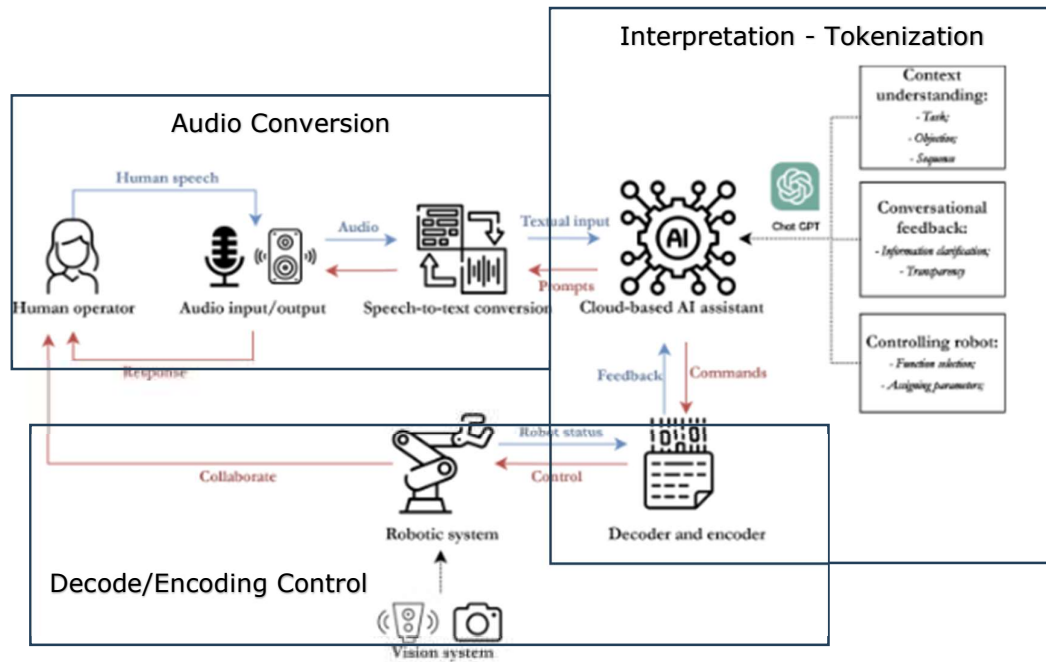 Interpretation - Tokenization
Context
understanding:
- Task;
- Objection;
- Sequence
Audio Conversion
Human speech
Audio
Textual input
Chat GPT
Conversational
feedback:
- Information clarification;
- Transparency
Prompts
Human operator
Audio input/output
Speech-to-text conversion
Cloud-based AI assistant
AI
Response
Feedback
Commands
Controlling robot:
- Function selection;
- Assigning parameters;
Robot status
Collaborate
Control
Robotic system
Decoder and encoder
Decode/Encoding Control
Vision system